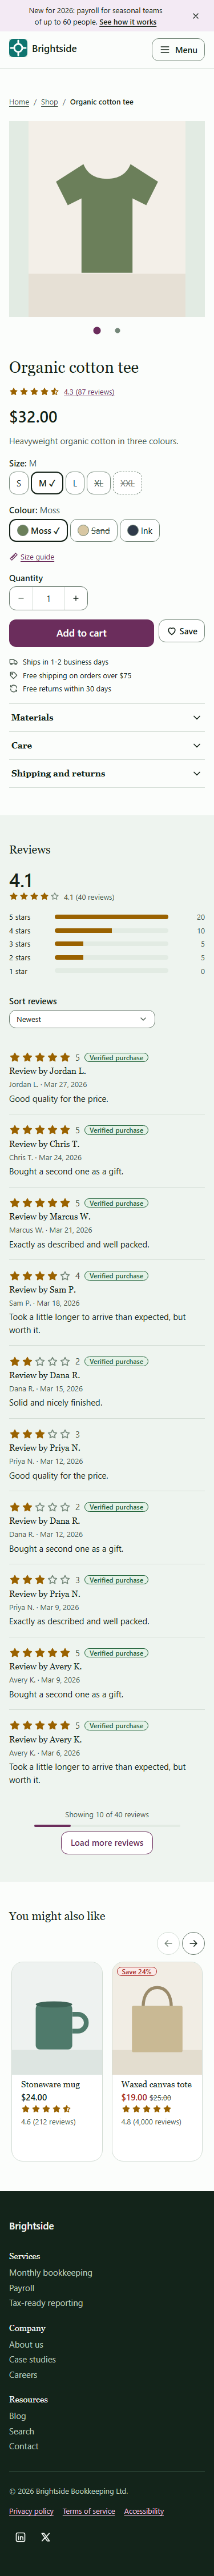 New for 2026: payroll for seasonal teams
of up to 60 people. See how it works
Brightside
Menu
Home / Shop / Organic cotton tee
Organic cotton tee
4.3 (87 reviews)
$32.00
Heavyweight organic cotton in three colours.
Size: M
S M ✓ L XL XXL
Colour: Moss
Moss ✓ Sand Ink
Size guide
Quantity
− 1 +
Add to cart
Save
Ships in 1-2 business days
Free shipping on orders over $75
Free returns within 30 days
Materials
Care
Shipping and returns
Reviews
4.1
4.1 (40 reviews)
5 stars 20
4 stars 10
3 stars 5
2 stars 5
1 star 0
Sort reviews
Newest
5 Verified purchase
Review by Jordan L.
Jordan L. · Mar 27, 2026
Good quality for the price.
5 Verified purchase
Review by Chris T.
Chris T. · Mar 24, 2026
Bought a second one as a gift.
5 Verified purchase
Review by Marcus W.
Marcus W. · Mar 21, 2026
Exactly as described and well packed.
4 Verified purchase
Review by Sam P.
Sam P. · Mar 18, 2026
Took a little longer to arrive than expected, but
worth it.
2 Verified purchase
Review by Dana R.
Dana R. · Mar 15, 2026
Solid and nicely finished.
3
Review by Priya N.
Priya N. · Mar 12, 2026
Good quality for the price.
2 Verified purchase
Review by Dana R.
Dana R. · Mar 12, 2026
Bought a second one as a gift.
3 Verified purchase
Review by Priya N.
Priya N. · Mar 9, 2026
Exactly as described and well packed.
5 Verified purchase
Review by Avery K.
Avery K. · Mar 9, 2026
Bought a second one as a gift.
5 Verified purchase
Review by Avery K.
Avery K. · Mar 6, 2026
Took a little longer to arrive than expected, but
worth it.
Showing 10 of 40 reviews
Load more reviews
You might also like
Save 24%
Stoneware mug
$24.00
4.6 (212 reviews)
Waxed canvas tote
$19.00 $25.00
4.8 (4,000 reviews)
Brightside
Services
Monthly bookkeeping
Payroll
Tax-ready reporting
Company
About us
Case studies
Careers
Resources
Blog
Search
Contact
© 2026 Brightside Bookkeeping Ltd.
Privacy policy Terms of service Accessibility